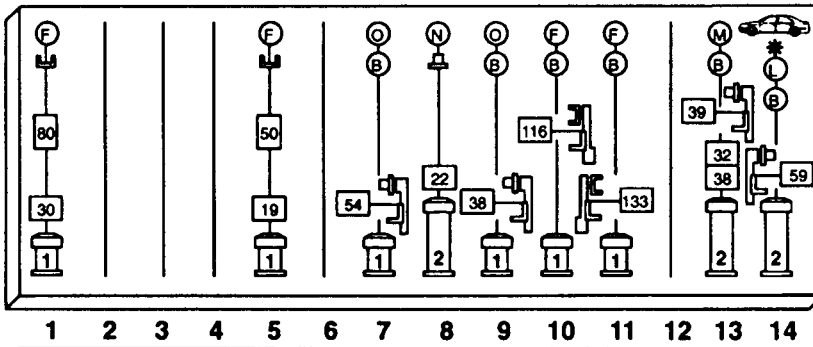 F F O N O F F M
B B B B B L
B
80 50 116 39
32
30 19 54 22 38 133 38 59
1 1 1 2 1 1 1 2 2
1 2 3 4 5 6 7 8 9 10 11 12 13 14